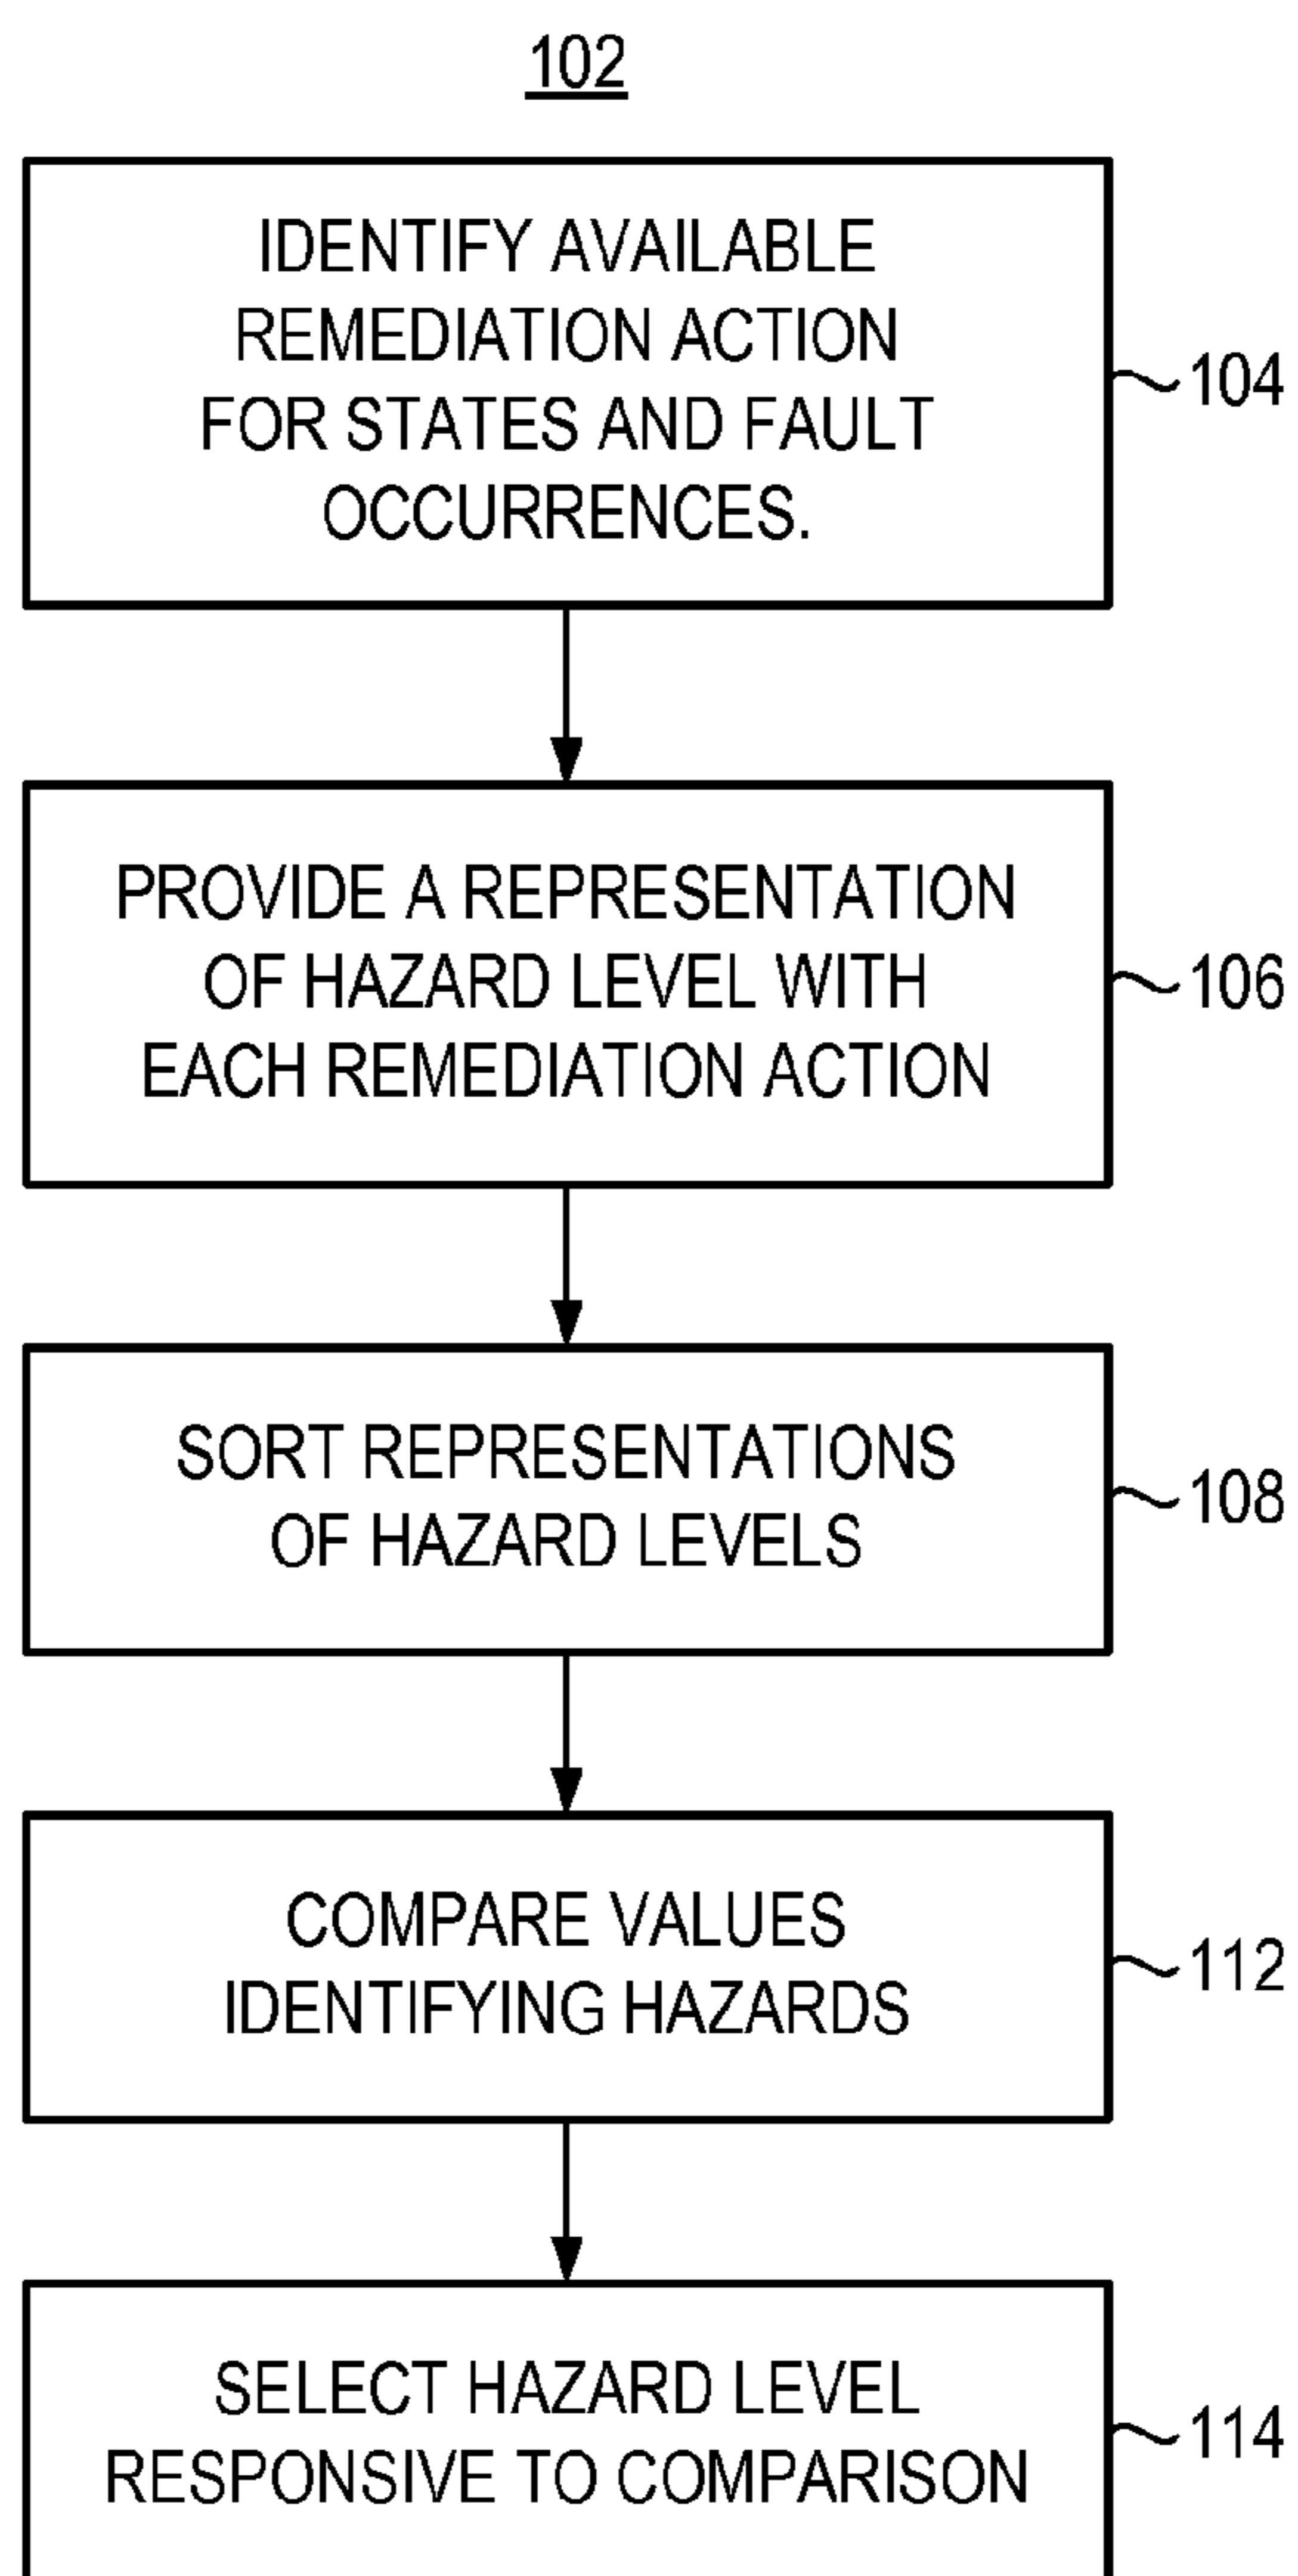 102
IDENTIFY AVAILABLE
REMEDIATION ACTION
FOR STATES AND FAULT
OCCURRENCES.
104
PROVIDE A REPRESENTATION
OF HAZARD LEVEL WITH
EACH REMEDIATION ACTION
106
SORT REPRESENTATIONS
OF HAZARD LEVELS
108
COMPARE VALUES
IDENTIFYING HAZARDS
112
SELECT HAZARD LEVEL
RESPONSIVE TO COMPARISON
114